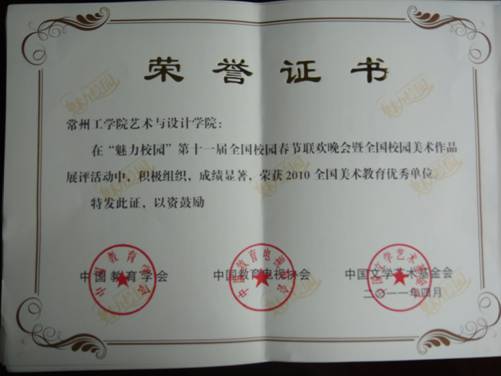 荣誉证书
常州工学院艺术与设计学院：
在“魅力校园”第十一届全国校园春节联欢晚会暨全国校园美术作品
展评活动中，积极组织，成绩显著，荣获2010全国美术教育优秀单位
特发此证，以资鼓励
中国教育学会 中国教育电视协会 中国文学艺术基金会
二〇一一年四月